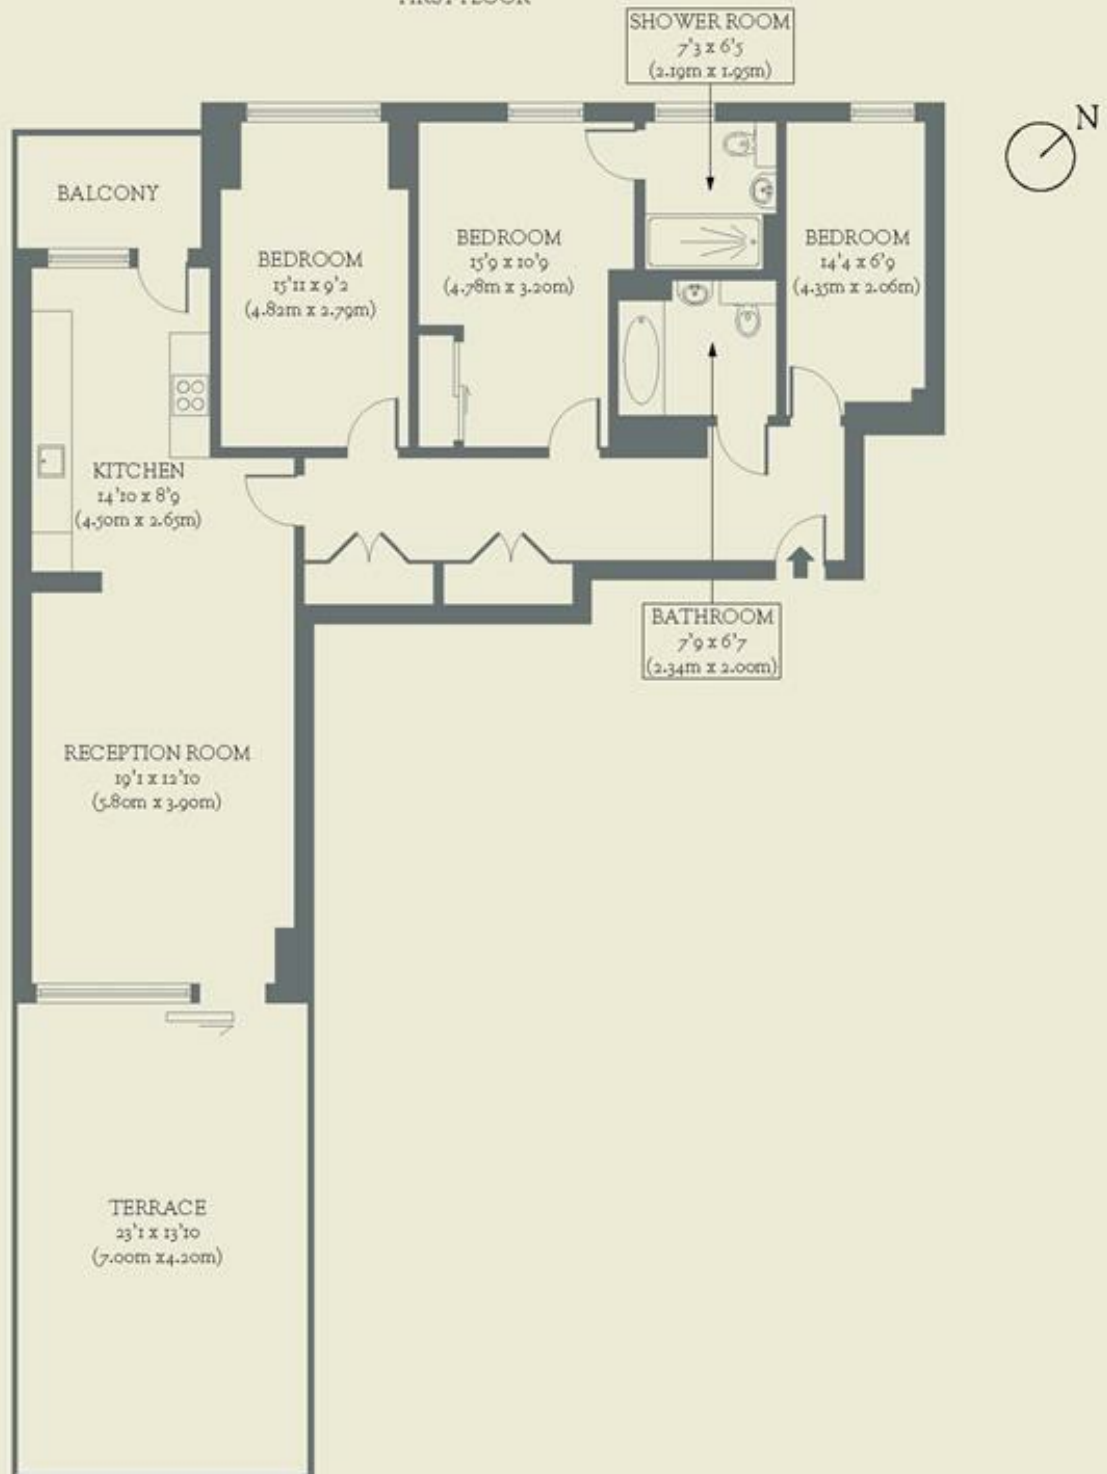 FIRST FLOOR
SHOWER ROOM
7'3 x 6'5
(2.19m x 1.95m)
N
BALCONY
BEDROOM
15'11 x 9'2
(4.82m x 2.79m)
BEDROOM
15'9 x 10'9
(4.78m x 3.20m)
BEDROOM
14'4 x 6'9
(4.35m x 2.06m)
KITCHEN
14'10 x 8'9
(4.50m x 2.65m)
BATHROOM
7'9 x 6'7
(2.34m x 2.00m)
RECEPTION ROOM
19'1 x 12'10
(5.80m x 3.90m)
TERRACE
23'1 x 13'10
(7.00m x4.20m)